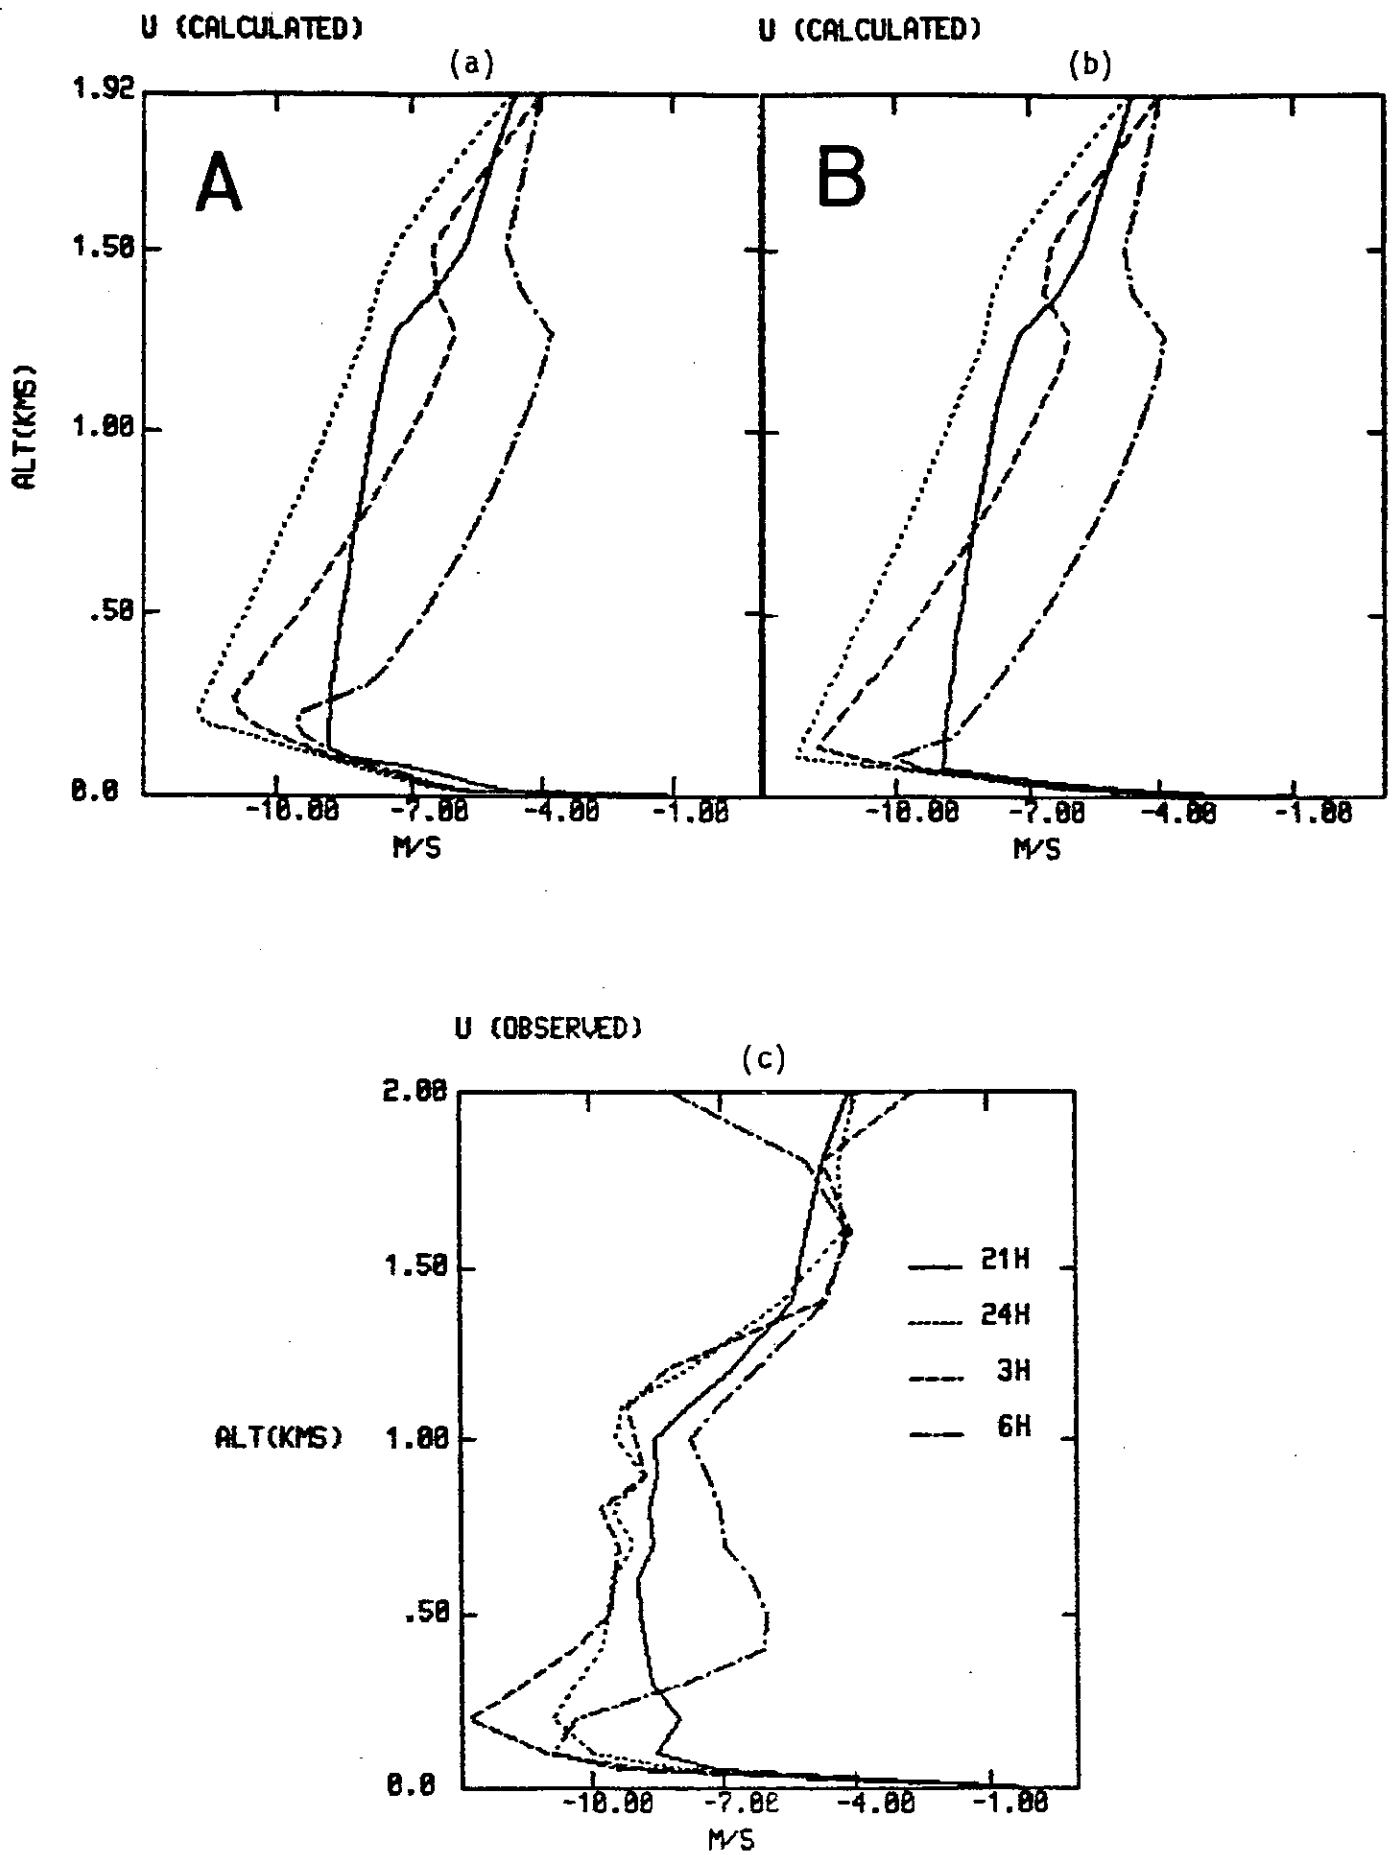 U (CALCULATED)
(a)
1.92
A
1.50
ALT(KMS)
1.00
.50
0.0
-10.00 -7.00 -4.00 -1.00
M/S
U (CALCULATED)
(b)
B
-10.00 -7.00 -4.00 -1.00
M/S
U (OBSERVED)
(c)
2.00
1.50
ALT(KMS) 1.00
.50
0.0
21H
24H
3H
6H
-10.00 -7.00 -4.00 -1.00
M/S